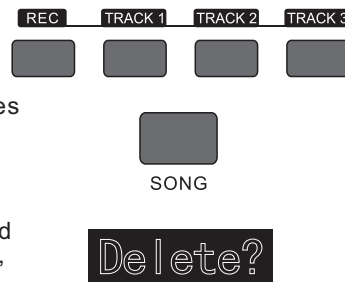 REC TRACK 1 TRACK 2 TRACK 3
es
SONG
d
,
Delete?